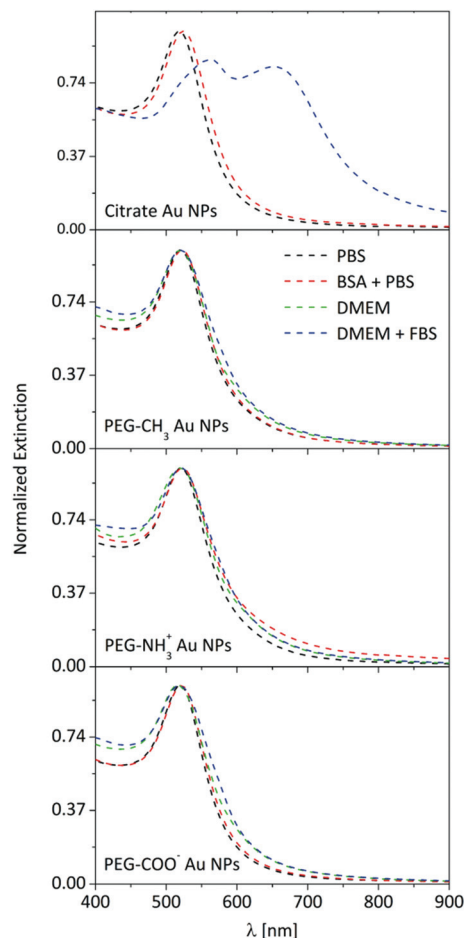 Normalized Extinction
0.74
0.37
Citrate Au NPs
0.00
PBS
BSA + PBS
DMEM
DMEM + FBS
0.74
0.37
PEG-CH₃ Au NPs
0.00
0.74
0.37
PEG-NH₃⁺ Au NPs
0.00
0.74
0.37
PEG-COO⁻ Au NPs
0.00
400 500 600 700 800 900
λ [nm]